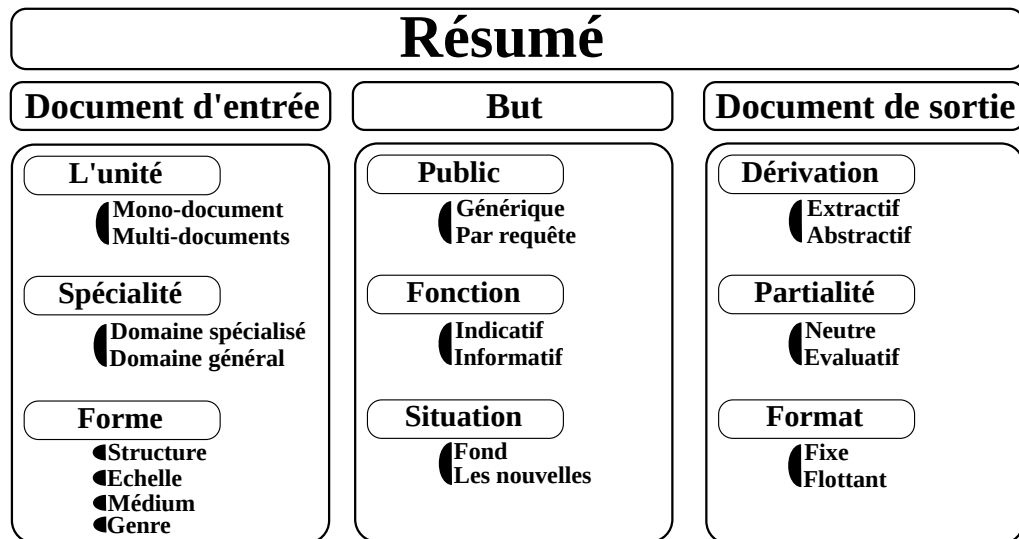 Résumé
Document d'entrée
But
Document de sortie
L'unité
Mono-document
Multi-documents
Spécialité
Domaine spécialisé
Domaine général
Forme
Structure
Echelle
Médium
Genre
Public
Générique
Par requête
Fonction
Indicatif
Informatif
Situation
Fond
Les nouvelles
Dérivation
Extractif
Abstractif
Partialité
Neutre
Evaluatif
Format
Fixe
Flottant